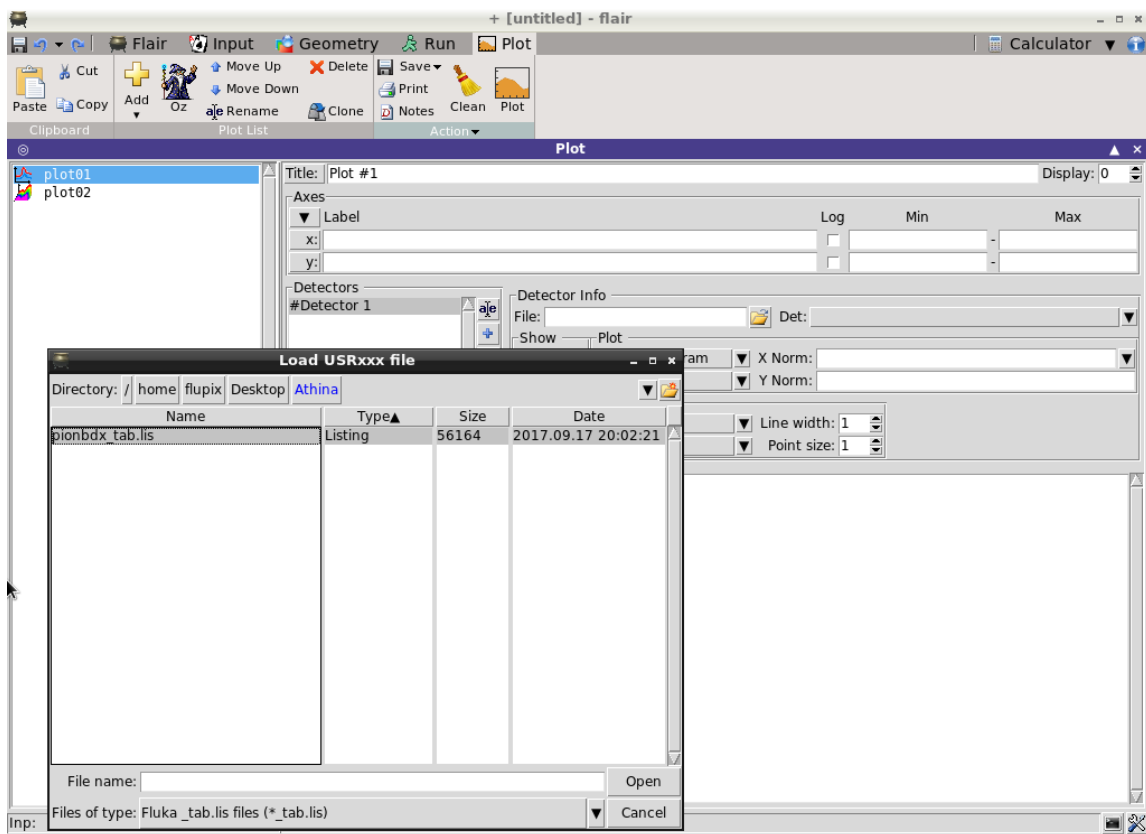 + [untitled] - flair
Flair Input Geometry Run Plot Calculator
Paste Cut Copy Add Oz Move Up Move Down Rename Delete Clone Save Print Notes Clean Plot
Clipboard Plot List Action
Plot
plot01
plot02
Title: Plot #1 Display: 0
Axes
Label Log Min Max
x: -
y: -
Detectors
#Detector 1
Detector Info
File: Det:
Show Plot
ram X Norm:
Y Norm:
Line width: 1
Point size: 1
Load USRxxx file
Directory: / home flupix Desktop Athina
Name Type▲ Size Date
pionbdx_tab.lis Listing 56164 2017.09.17 20:02:21
File name: Open
Files of type: Fluka _tab.lis files (*_tab.lis) Cancel
Inp: